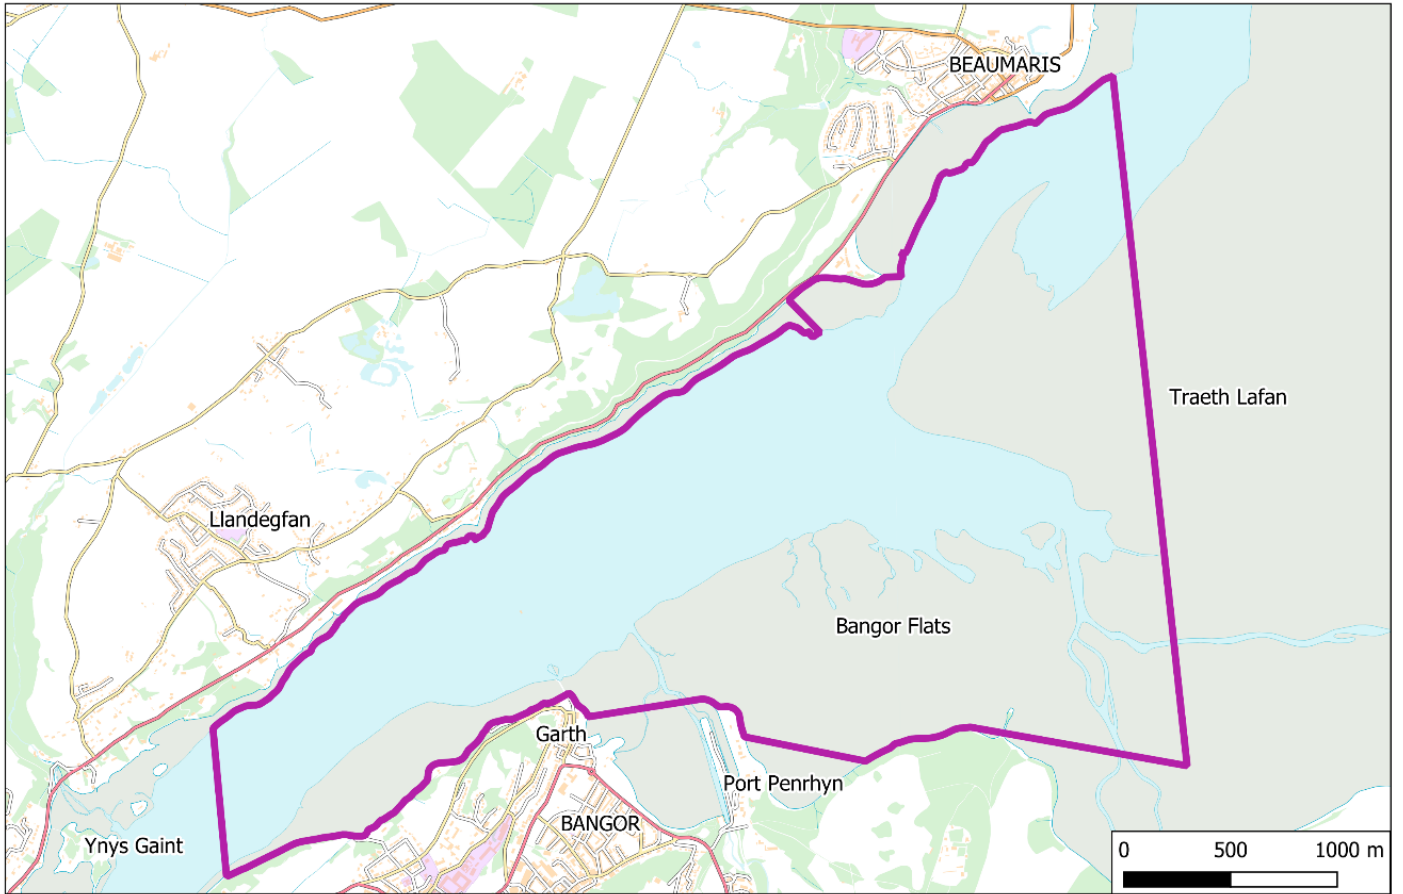 BEAUMARIS
Traeth Lafan
Llandegfan
Bangor Flats
Garth
Port Penrhyn
BANGOR
Ynys Gaint
0 500 1000 m